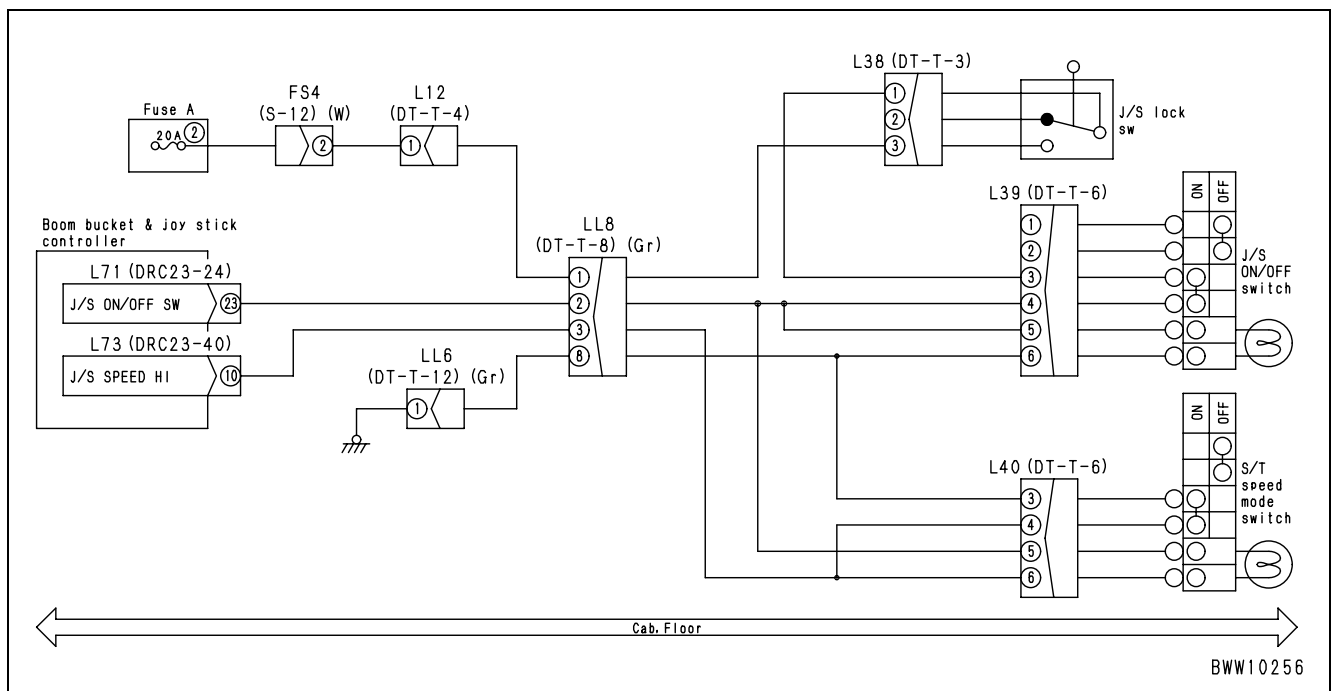 L38 (DT-T-3)
FS4
(S-12) (W)
L12
(DT-T-4)
Fuse A
20A
2
2
1
1
2
3
J/S lock
sw
L39 (DT-T-6)
ON
OFF
1
2
3
4
5
6
J/S
ON/OFF
switch
Boom bucket & joy stick
controller
L71 (DRC23-24)
J/S ON/OFF SW
23
L73 (DRC23-40)
J/S SPEED HI
10
LL8
(DT-T-8) (Gr)
1
2
3
8
LL6
(DT-T-12) (Gr)
1
L40 (DT-T-6)
ON
OFF
3
4
5
6
S/T
speed
mode
switch
Cab. Floor
BWW10256